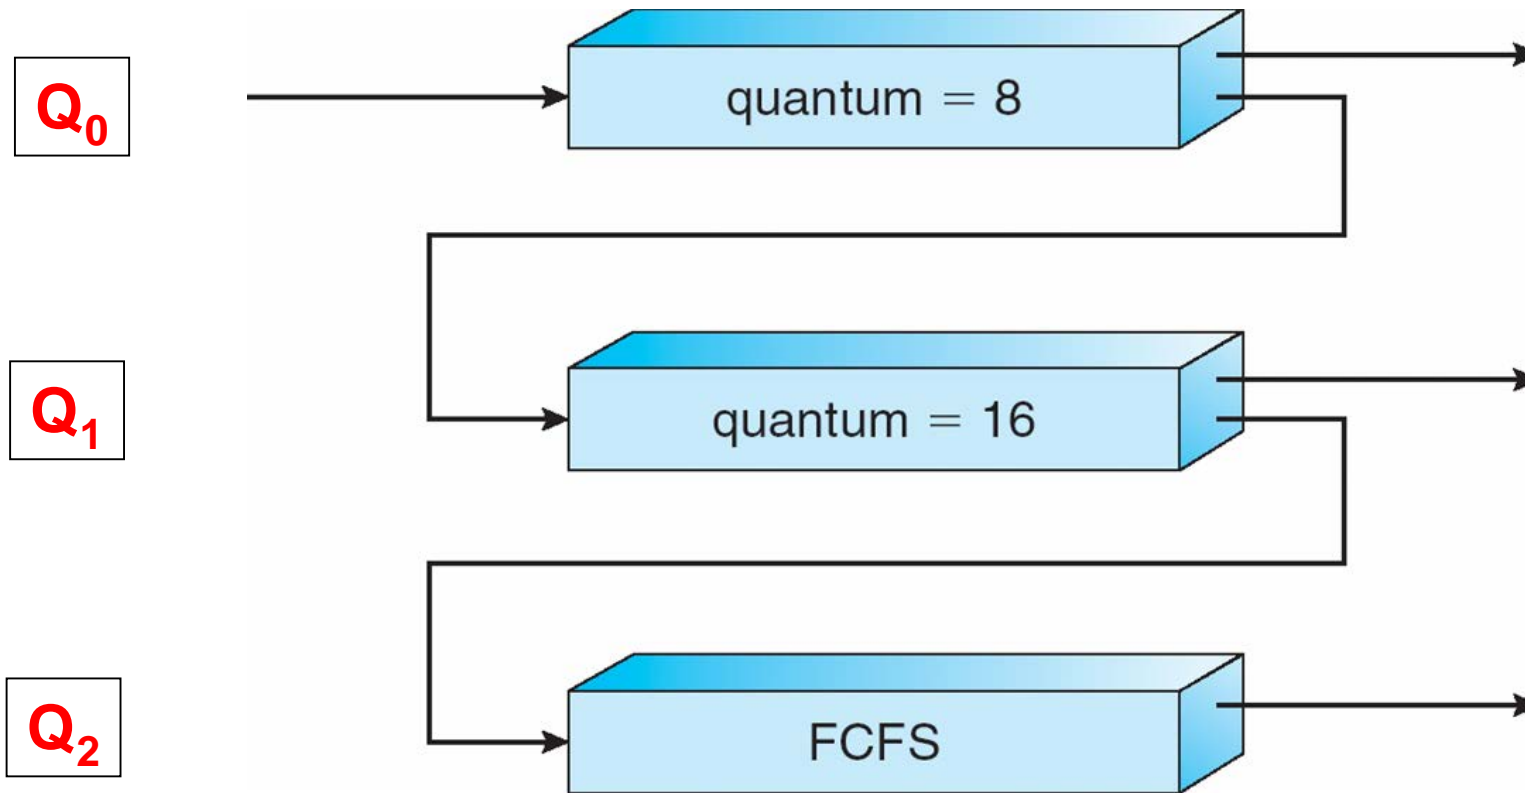 Q₀
quantum = 8
Q₁
quantum = 16
Q₂
FCFS